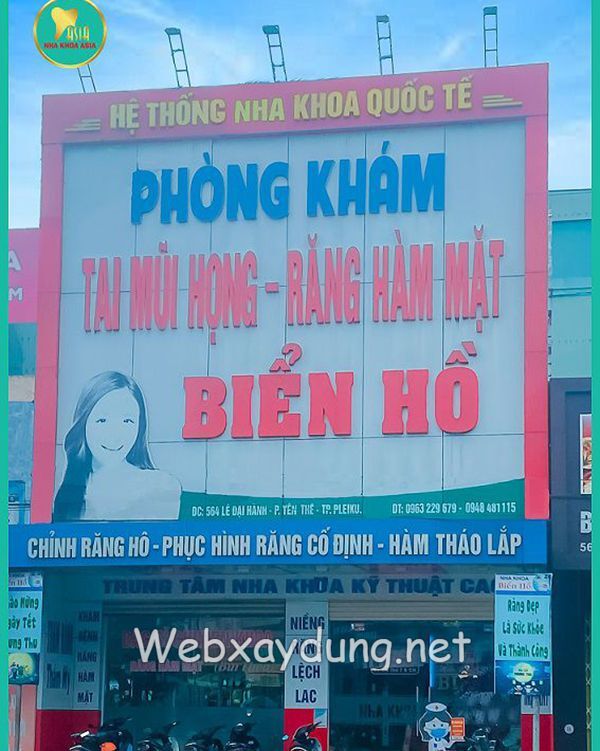 ASIA
NHA KHOA ASIA
HỆ THỐNG NHA KHOA QUỐC TẾ
PHÒNG KHÁM
TAI MŨI HỌNG - RĂNG HÀM MẶT
BIỂN HỒ
ĐC: 564 LÊ ĐẠI HÀNH - P. YÊN THẾ - TP. PLEIKU.
ĐT: 0963 229 679 - 0948 481115
CHỈNH RĂNG HÔ - PHỤC HÌNH RĂNG CỐ ĐỊNH - HÀM THÁO LẮP
TRUNG TÂM NHA KHOA KỸ THUẬT CAO
KHÁM
BỆNH
RĂNG
HÀM
MẶT
NIỀNG
LỆCH
LẠC
NHA KHOA
Biển Hồ
Răng Đẹp
Là Sức Khỏe
Và Thành Công
Webxaydung.net